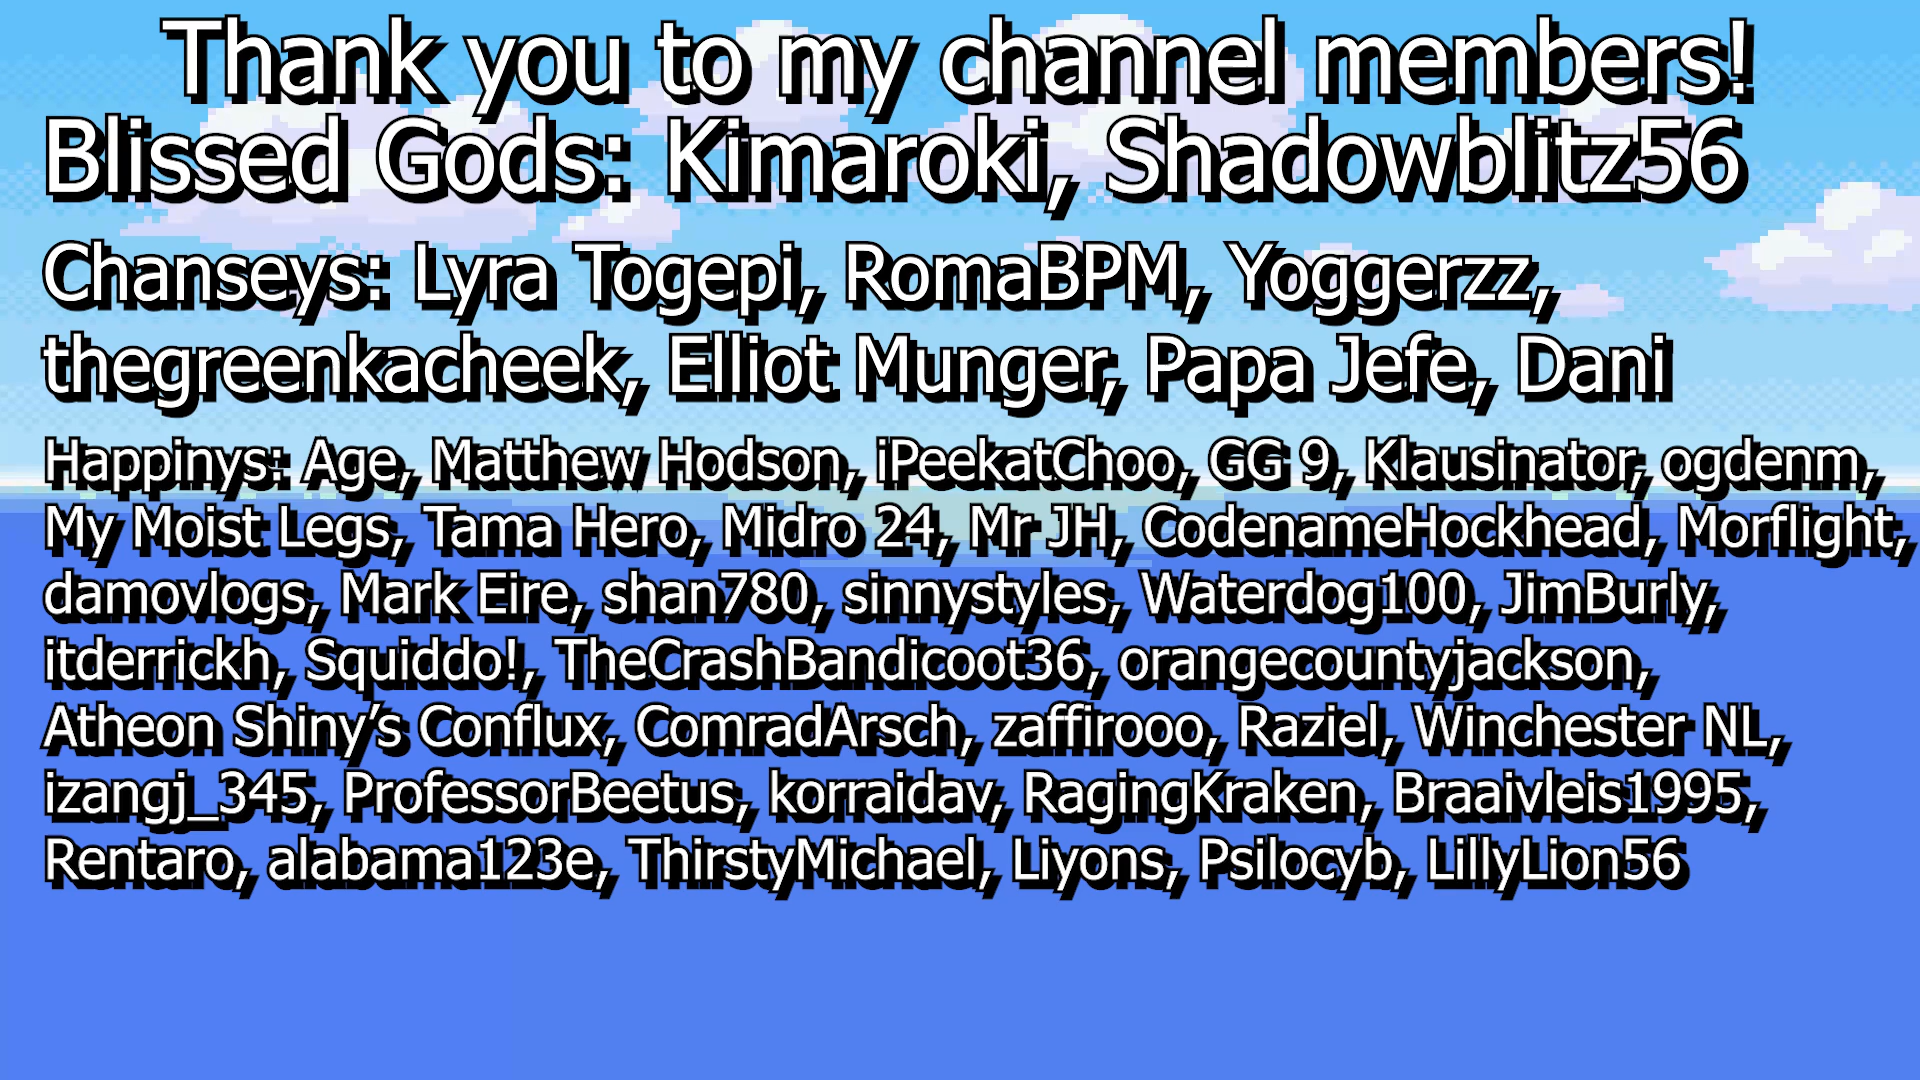 Thank you to my channel members!
Blissed Gods: Kimaroki, Shadowblitz56
Chanseys: Lyra Togepi, RomaBPM, Yoggerzz,
thegreenkacheek, Elliot Munger, Papa Jefe, Dani
Happinys: Age, Matthew Hodson, iPeekatChoo, GG 9, Klausinator, ogdenm,
My Moist Legs, Tama Hero, Midro 24, Mr JH, CodenameHockhead, Morflight,
damovlogs, Mark Eire, shan780, sinnystyles, Waterdog100, JimBurly,
itderrickh, Squiddo!, TheCrashBandicoot36, orangecountyjackson,
Atheon Shiny’s Conflux, ComradArsch, zaffirooo, Raziel, Winchester NL,
izangj_345, ProfessorBeetus, korraidav, RagingKraken, Braaivleis1995,
Rentaro, alabama123e, ThirstyMichael, Liyons, Psilocyb, LillyLion56